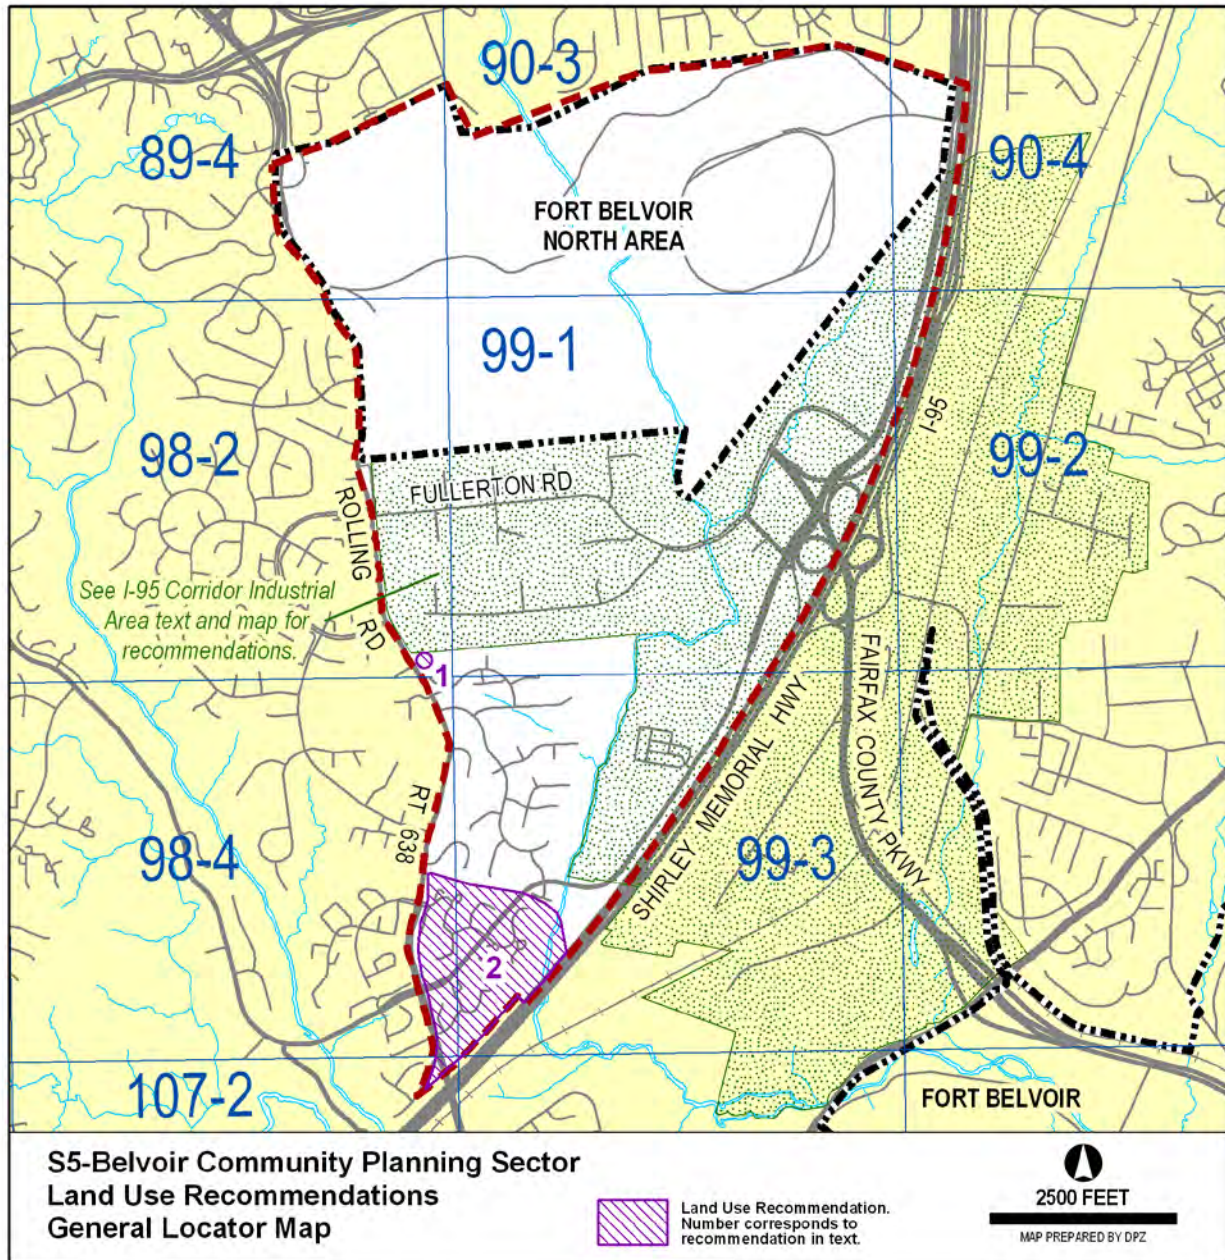 90-3
89-4
90-4
FORT BELVOIR
NORTH AREA
99-1
I-95
98-2
99-2
FULLERTON RD
ROLLING
RD
See I-95 Corridor Industrial
Area text and map for
recommendations.
1
FAIRFAX COUNTY PKWY
SHIRLEY MEMORIAL HWY
RT 638
98-4
99-3
2
107-2
FORT BELVOIR
S5-Belvoir Community Planning Sector
Land Use Recommendations
General Locator Map
Land Use Recommendation.
Number corresponds to
recommendation in text.
2500 FEET
MAP PREPARED BY DPZ